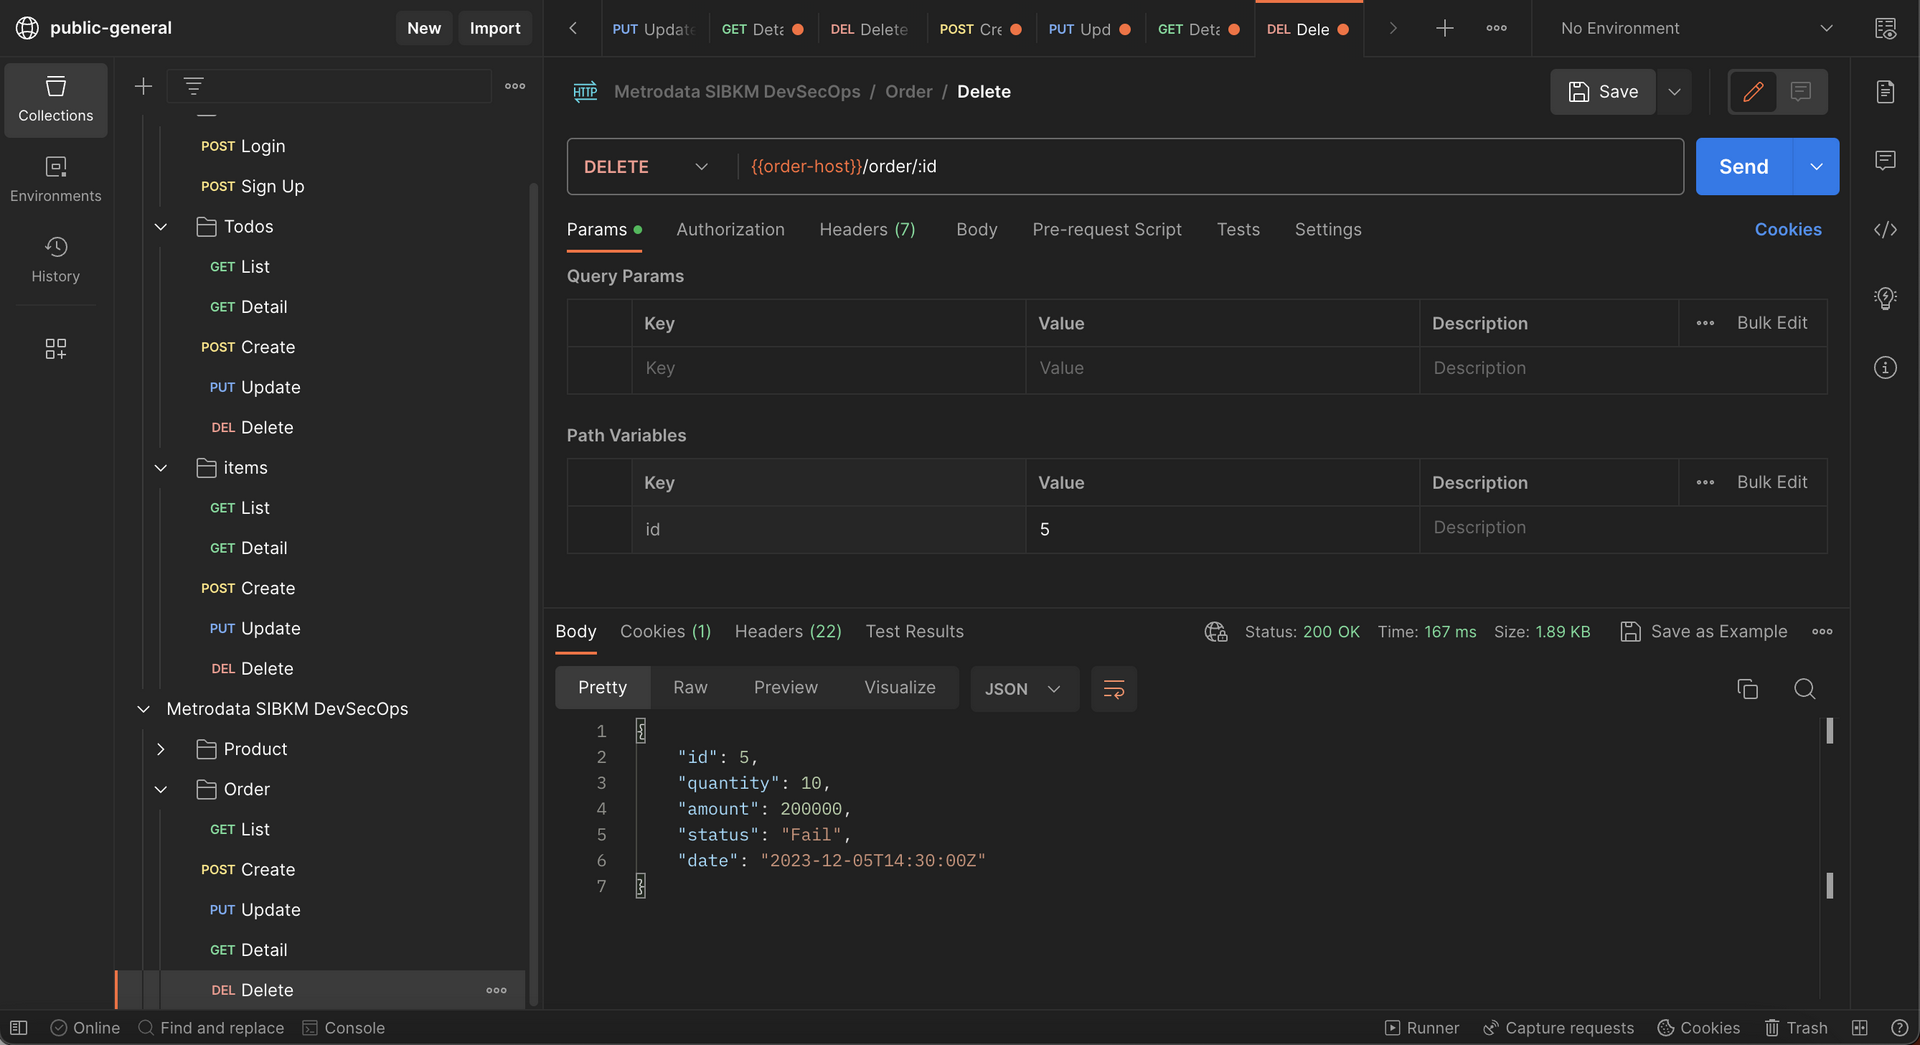 public-general
New
Import
PUT Update
GET Deta
DEL Delete
POST Cre
PUT Upd
GET Deta
DEL Dele
No Environment
Collections
Environments
History
POST Login
POST Sign Up
Todos
GET List
GET Detail
POST Create
PUT Update
DEL Delete
items
GET List
GET Detail
POST Create
PUT Update
DEL Delete
Metrodata SIBKM DevSecOps
Product
Order
GET List
POST Create
PUT Update
GET Detail
DEL Delete
HTTP Metrodata SIBKM DevSecOps / Order / Delete
Save
DELETE {{order-host}}/order/:id
Send
Params Authorization Headers (7) Body Pre-request Script Tests Settings Cookies
Query Params
Key Value Description Bulk Edit
Key Value Description
Path Variables
Key Value Description Bulk Edit
id 5 Description
Body Cookies (1) Headers (22) Test Results Status: 200 OK Time: 167 ms Size: 1.89 KB Save as Example
Pretty Raw Preview Visualize JSON
1 {
2 "id": 5,
3 "quantity": 10,
4 "amount": 200000,
5 "status": "Fail",
6 "date": "2023-12-05T14:30:00Z"
7 }
Online Find and replace Console Runner Capture requests Cookies Trash